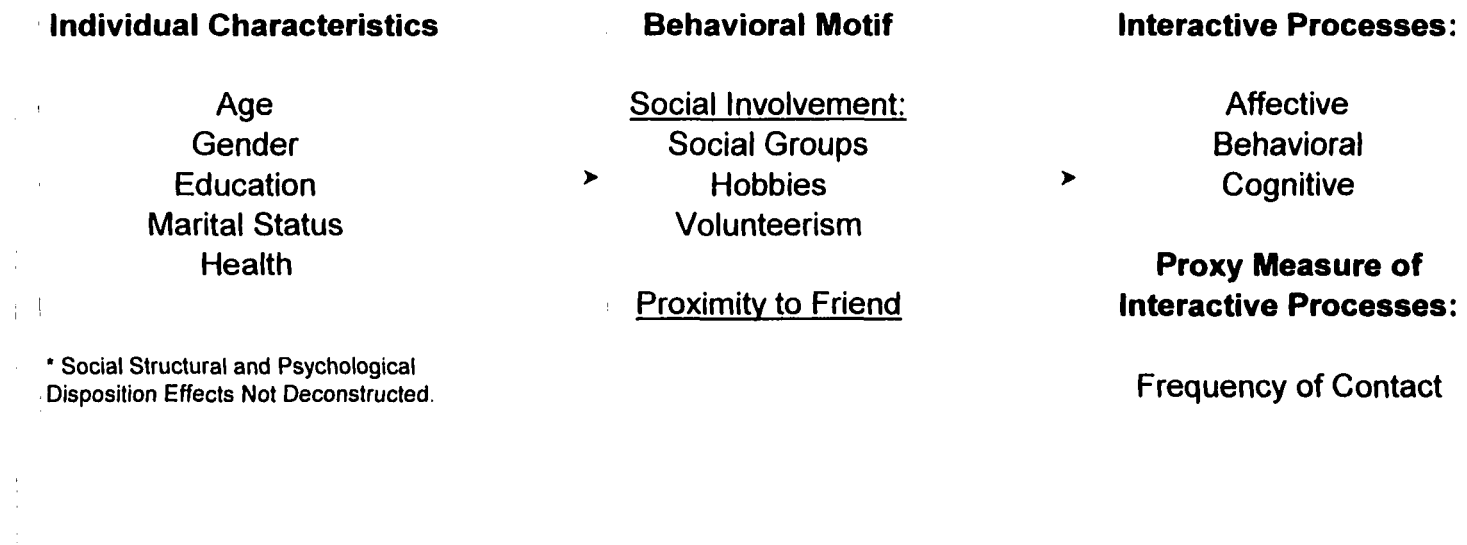 Individual Characteristics
Age
Gender
Education
Marital Status
Health
* Social Structural and Psychological
Disposition Effects Not Deconstructed.
➤
Behavioral Motif
Social Involvement:
Social Groups
Hobbies
Volunteerism
Proximity to Friend
➤
Interactive Processes:
Affective
Behavioral
Cognitive
Proxy Measure of
Interactive Processes:
Frequency of Contact